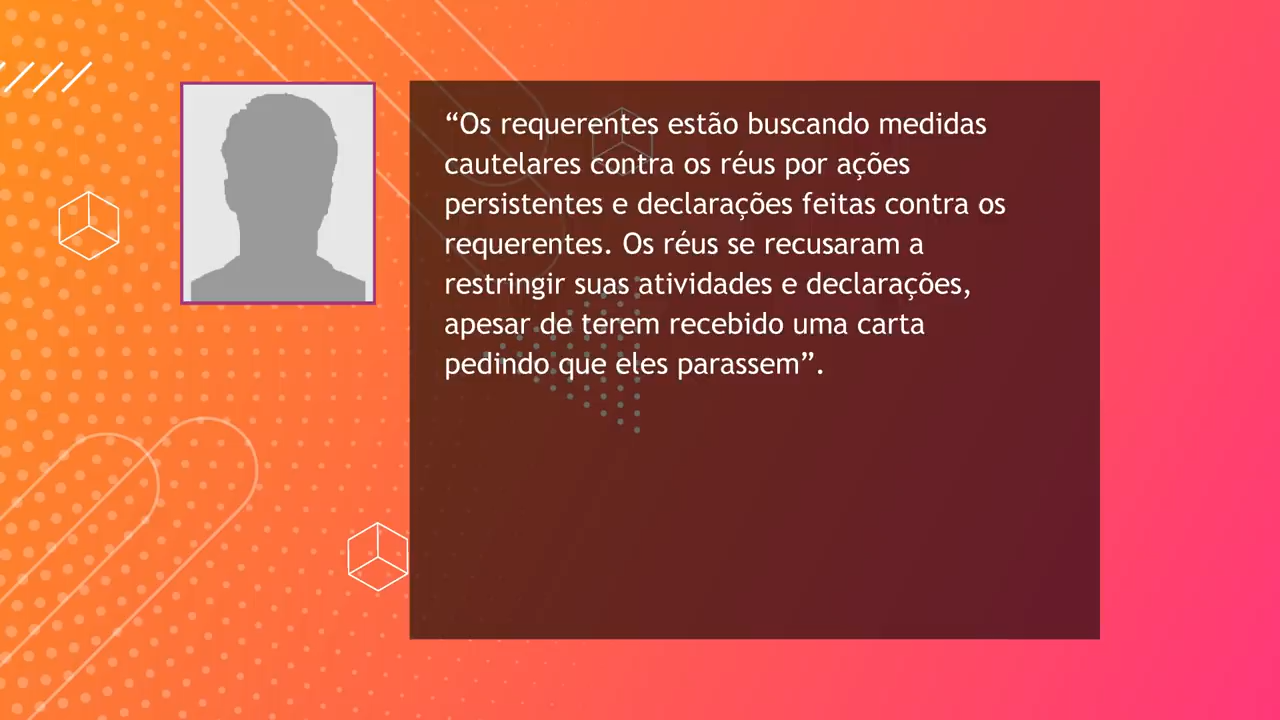 “Os requerentes estão buscando medidas
cautelares contra os réus por ações
persistentes e declarações feitas contra os
requerentes. Os réus se recusaram a
restringir suas atividades e declarações,
apesar de terem recebido uma carta
pedindo que eles parassem”.